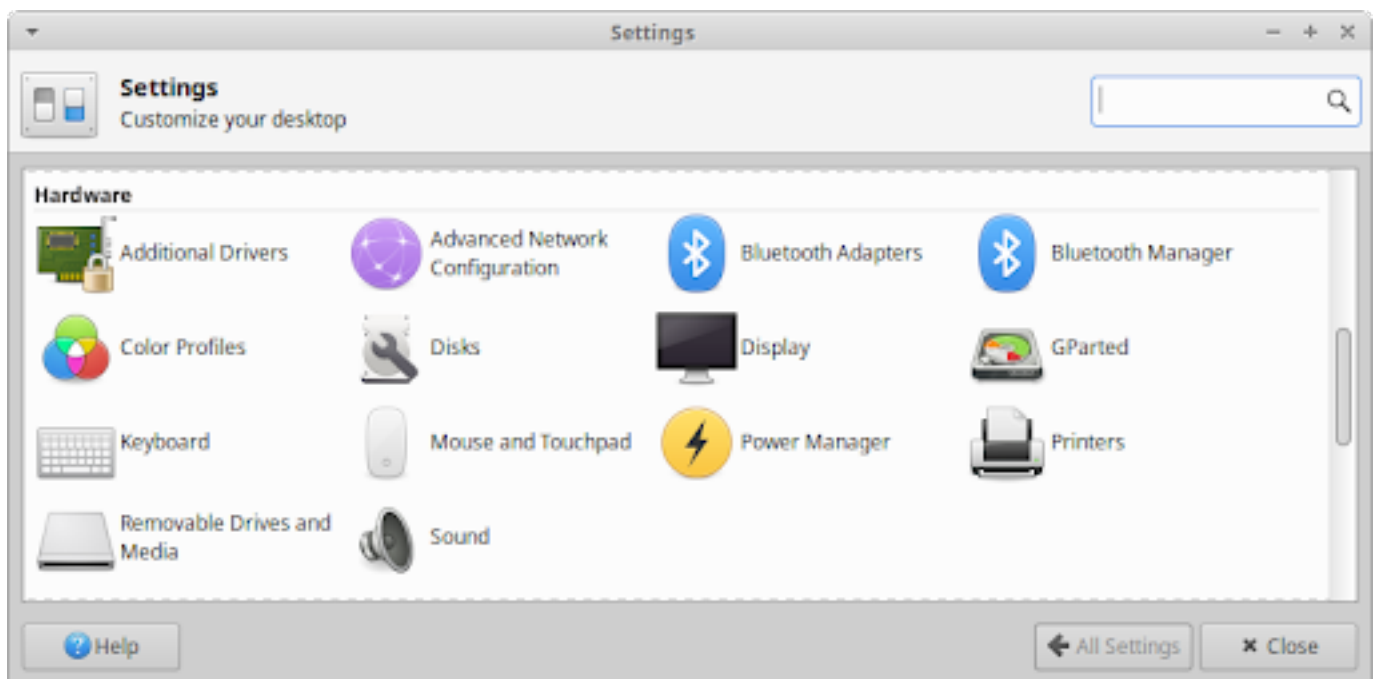 Settings
Settings
Customize your desktop
Hardware
Additional Drivers
Advanced Network
Configuration
Bluetooth Adapters
Bluetooth Manager
Color Profiles
Disks
Display
GParted
Keyboard
Mouse and Touchpad
Power Manager
Printers
Removable Drives and
Media
Sound
Help
All Settings
Close